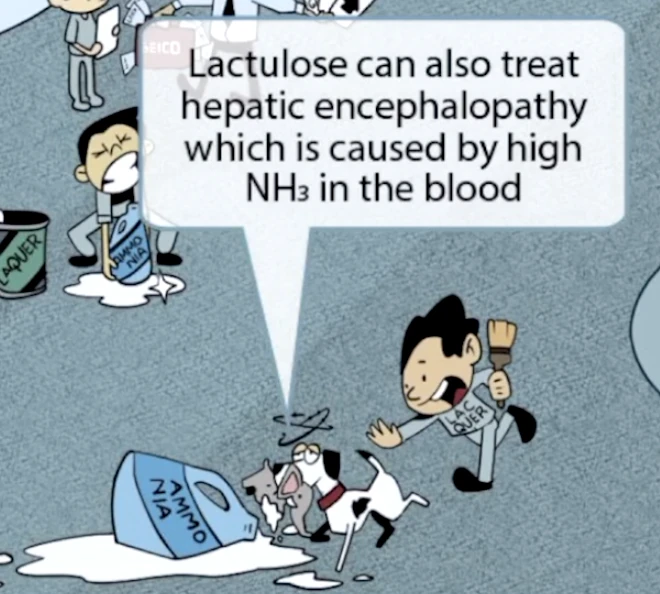 GEICO
Lactulose can also treat
hepatic encephalopathy
which is caused by high
NH3 in the blood
AMMO
NIA
LAQUER
LAC
QUER
AMMO
NIA